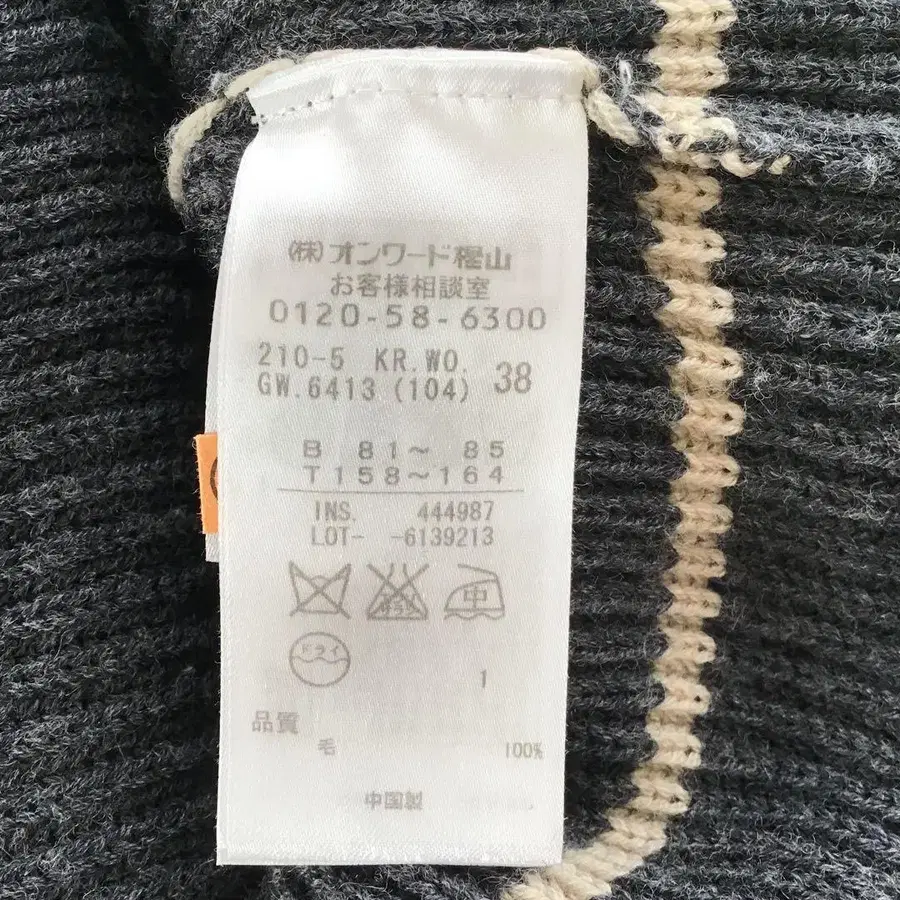 (株)オンワード樫山
お客様相談室
0120-58-6300
210-5 KR.WO.
GW.6413 (104) 38
B 81～ 85
T158～164
INS. 444987
LOT- -6139213
中
ドライ
1
品質
毛 100%
中国製